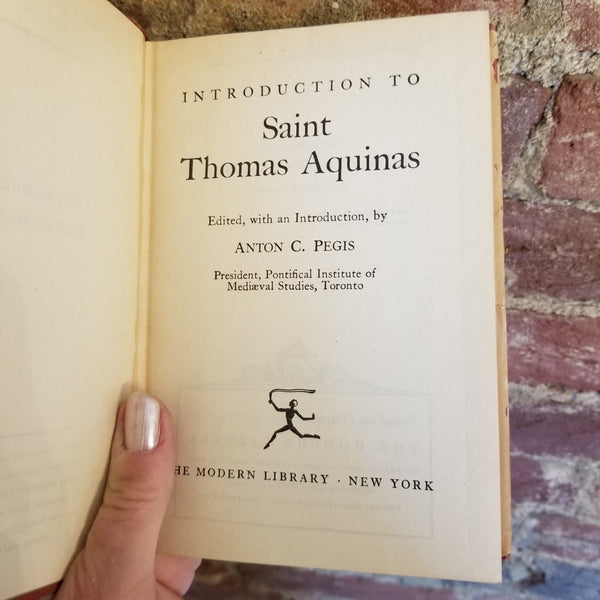 INTRODUCTION TO
Saint
Thomas Aquinas
Edited, with an Introduction, by
ANTON C. PEGIS
President, Pontifical Institute of
Mediæval Studies, Toronto
THE MODERN LIBRARY · NEW YORK